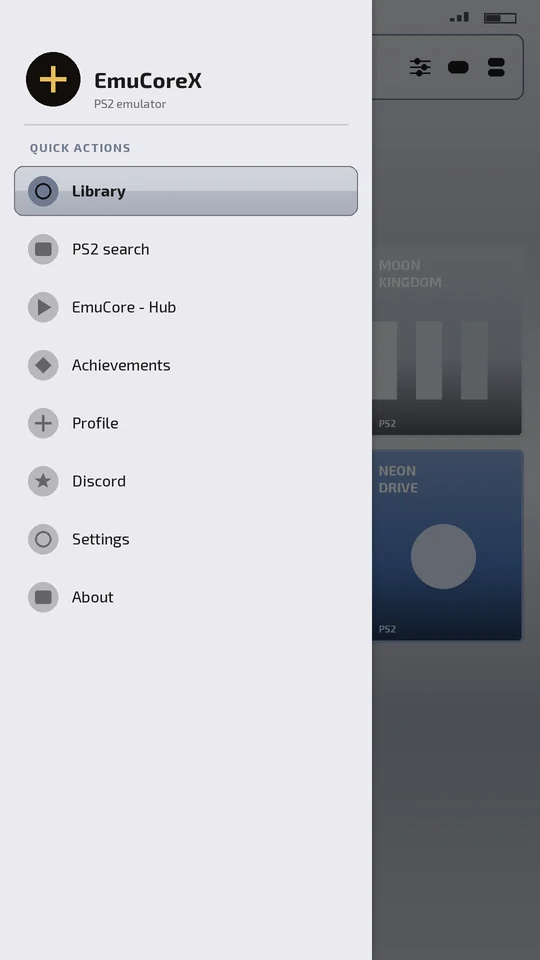 EmuCoreX
PS2 emulator
QUICK ACTIONS
Library
PS2 search
EmuCore - Hub
Achievements
Profile
Discord
Settings
About
MOON
KINGDOM
PS2
NEON
DRIVE
PS2